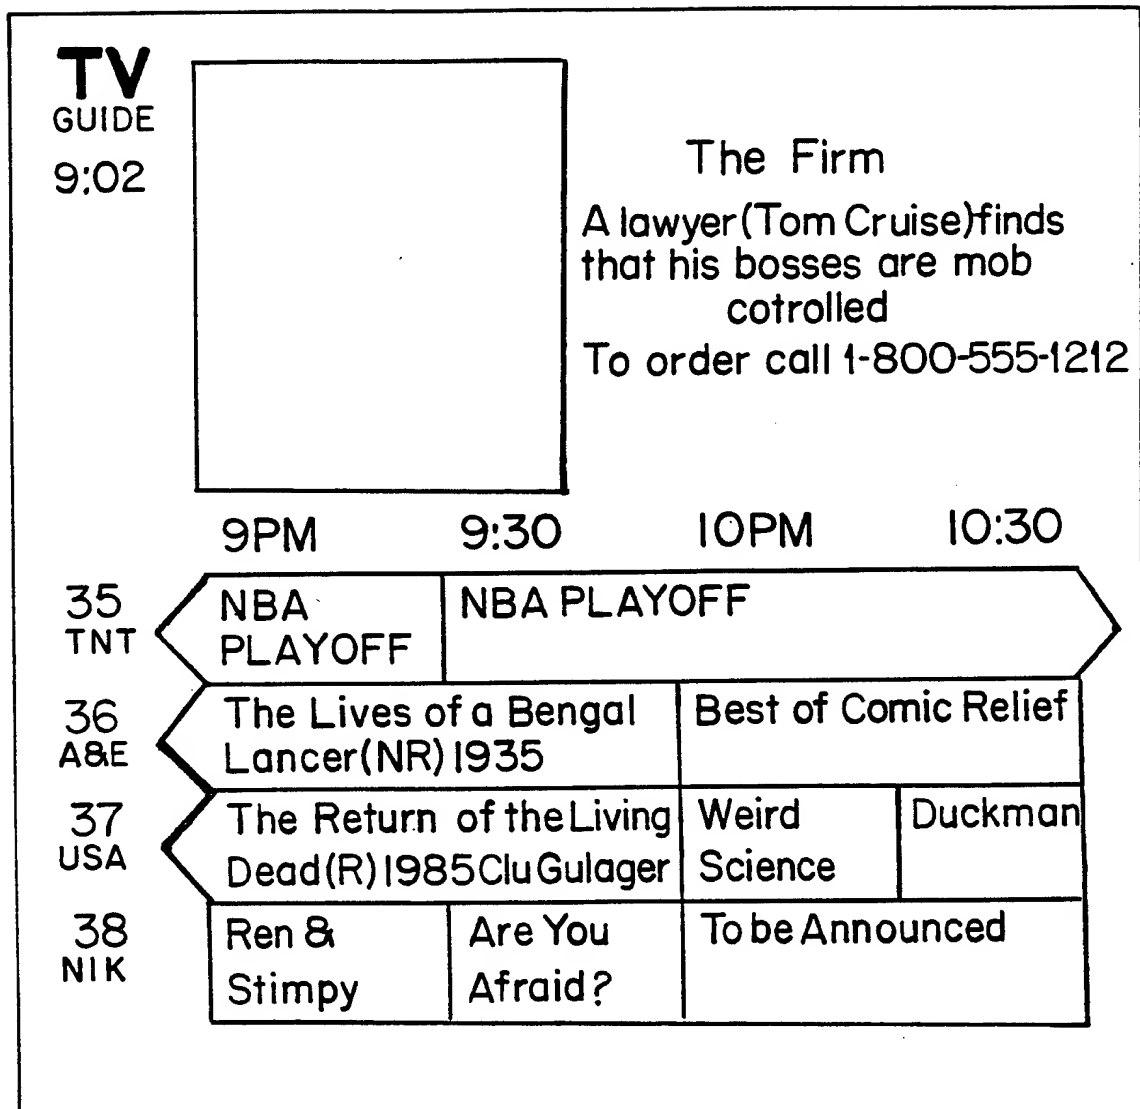 TV
GUIDE
9:02
The Firm
A lawyer(Tom Cruise)finds
that his bosses are mob
cotrolled
To order call 1-800-555-1212
9PM 9:30 10PM 10:30
35
TNT
NBA
PLAYOFF
NBA PLAYOFF
36
A&E
The Lives of a Bengal
Lancer(NR) 1935
Best of Comic Relief
37
USA
The Return of the Living
Dead(R) 1985 Clu Gulager
Weird
Science
Duckman
38
NIK
Ren &
Stimpy
Are You
Afraid?
To be Announced